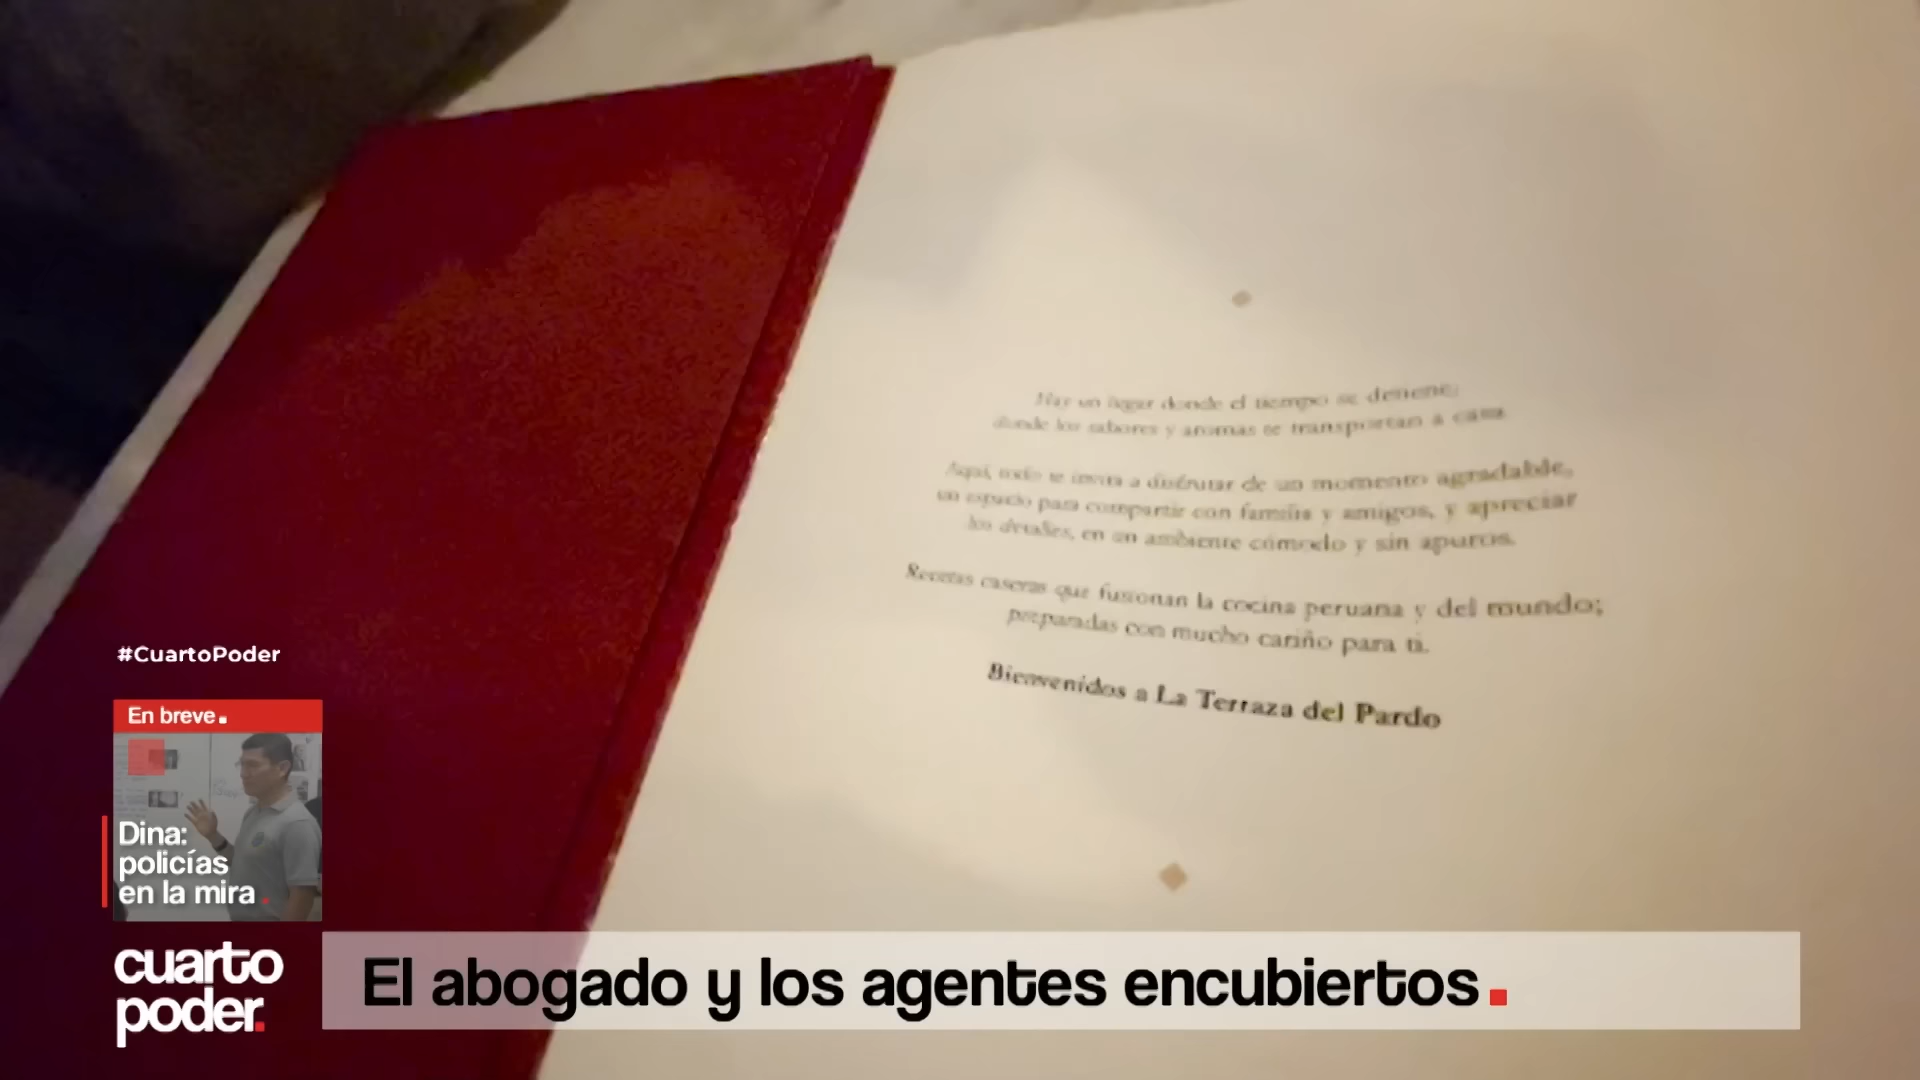 Hay un lugar donde el tiempo se detiene;
donde los sabores y aromas te transportan a casa
Aquí, todo te invita a disfrutar de un momento agradable,
un espacio para compartir con familia y amigos, y apreciar
los detalles, en un ambiente cómodo y sin apuros.
Recetas caseras que fusionan la cocina peruana y del mundo;
preparadas con mucho cariño para ti.
Bienvenidos a La Terraza del Pardo
#CuartoPoder
En breve.
Dina:
policías
en la mira.
cuarto
poder.
El abogado y los agentes encubiertos.